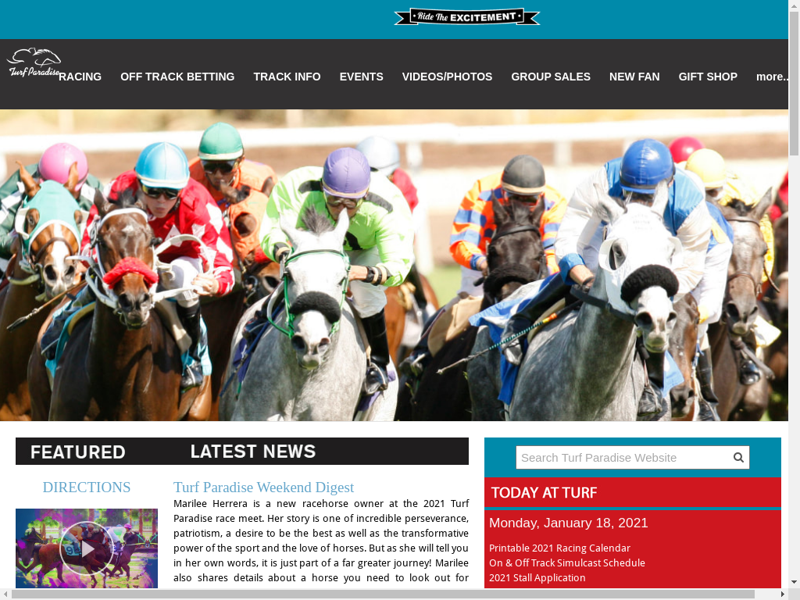 Ride The EXCITEMENT
Turf Paradise
RACING OFF TRACK BETTING TRACK INFO EVENTS VIDEOS/PHOTOS GROUP SALES NEW FAN GIFT SHOP more..
FEATURED
LATEST NEWS
DIRECTIONS
Turf Paradise Weekend Digest
Marilee Herrera is a new racehorse owner at the 2021 Turf
Paradise race meet. Her story is one of incredible perseverance,
patriotism, a desire to be the best as well as the transformative
power of the sport and the love of horses. But as she will tell you
in her own words, it is just part of a far greater journey! Marilee
also shares details about a horse you need to look out for
Search Turf Paradise Website
TODAY AT TURF
Monday, January 18, 2021
Printable 2021 Racing Calendar
On & Off Track Simulcast Schedule
2021 Stall Application